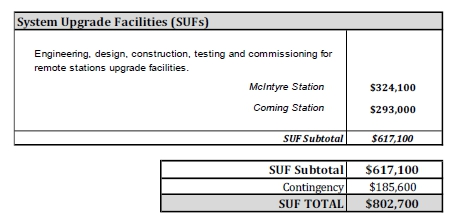 System Upgrade Facilities (SUFs)
Engineering, design, construction, testing and commissioning for
remote stations upgrade facilities.
McIntyre Station $324,100
Corning Station $293,000
SUF Subtotal $617,100
SUF Subtotal $617,100
Contingency $185,600
SUF TOTAL $802,700